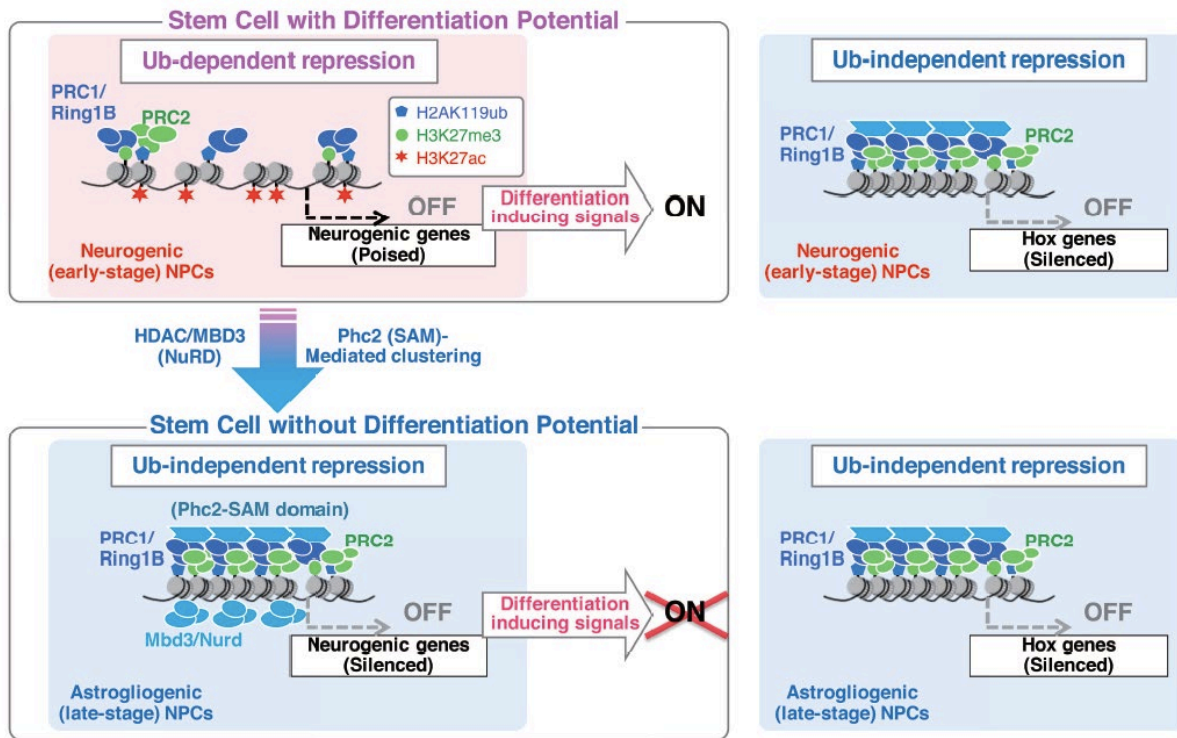 Stem Cell with Differentiation Potential
Ub-dependent repression
PRC1/
Ring1B
PRC2
H2AK119ub
H3K27me3
H3K27ac
OFF
Neurogenic genes
(Poised)
Neurogenic
(early-stage) NPCs
Differentiation
inducing signals
ON
Ub-independent repression
PRC1/
Ring1B
PRC2
OFF
Hox genes
(Silenced)
Neurogenic
(early-stage) NPCs
HDAC/MBD3
(NuRD)
Phc2 (SAM)-
Mediated clustering
Stem Cell without Differentiation Potential
Ub-independent repression
(Phc2-SAM domain)
PRC1/
Ring1B
PRC2
Mbd3/Nurd
OFF
Neurogenic genes
(Silenced)
Astrogliogenic
(late-stage) NPCs
Differentiation
inducing signals
ON
Ub-independent repression
PRC1/
Ring1B
PRC2
OFF
Hox genes
(Silenced)
Astrogliogenic
(late-stage) NPCs